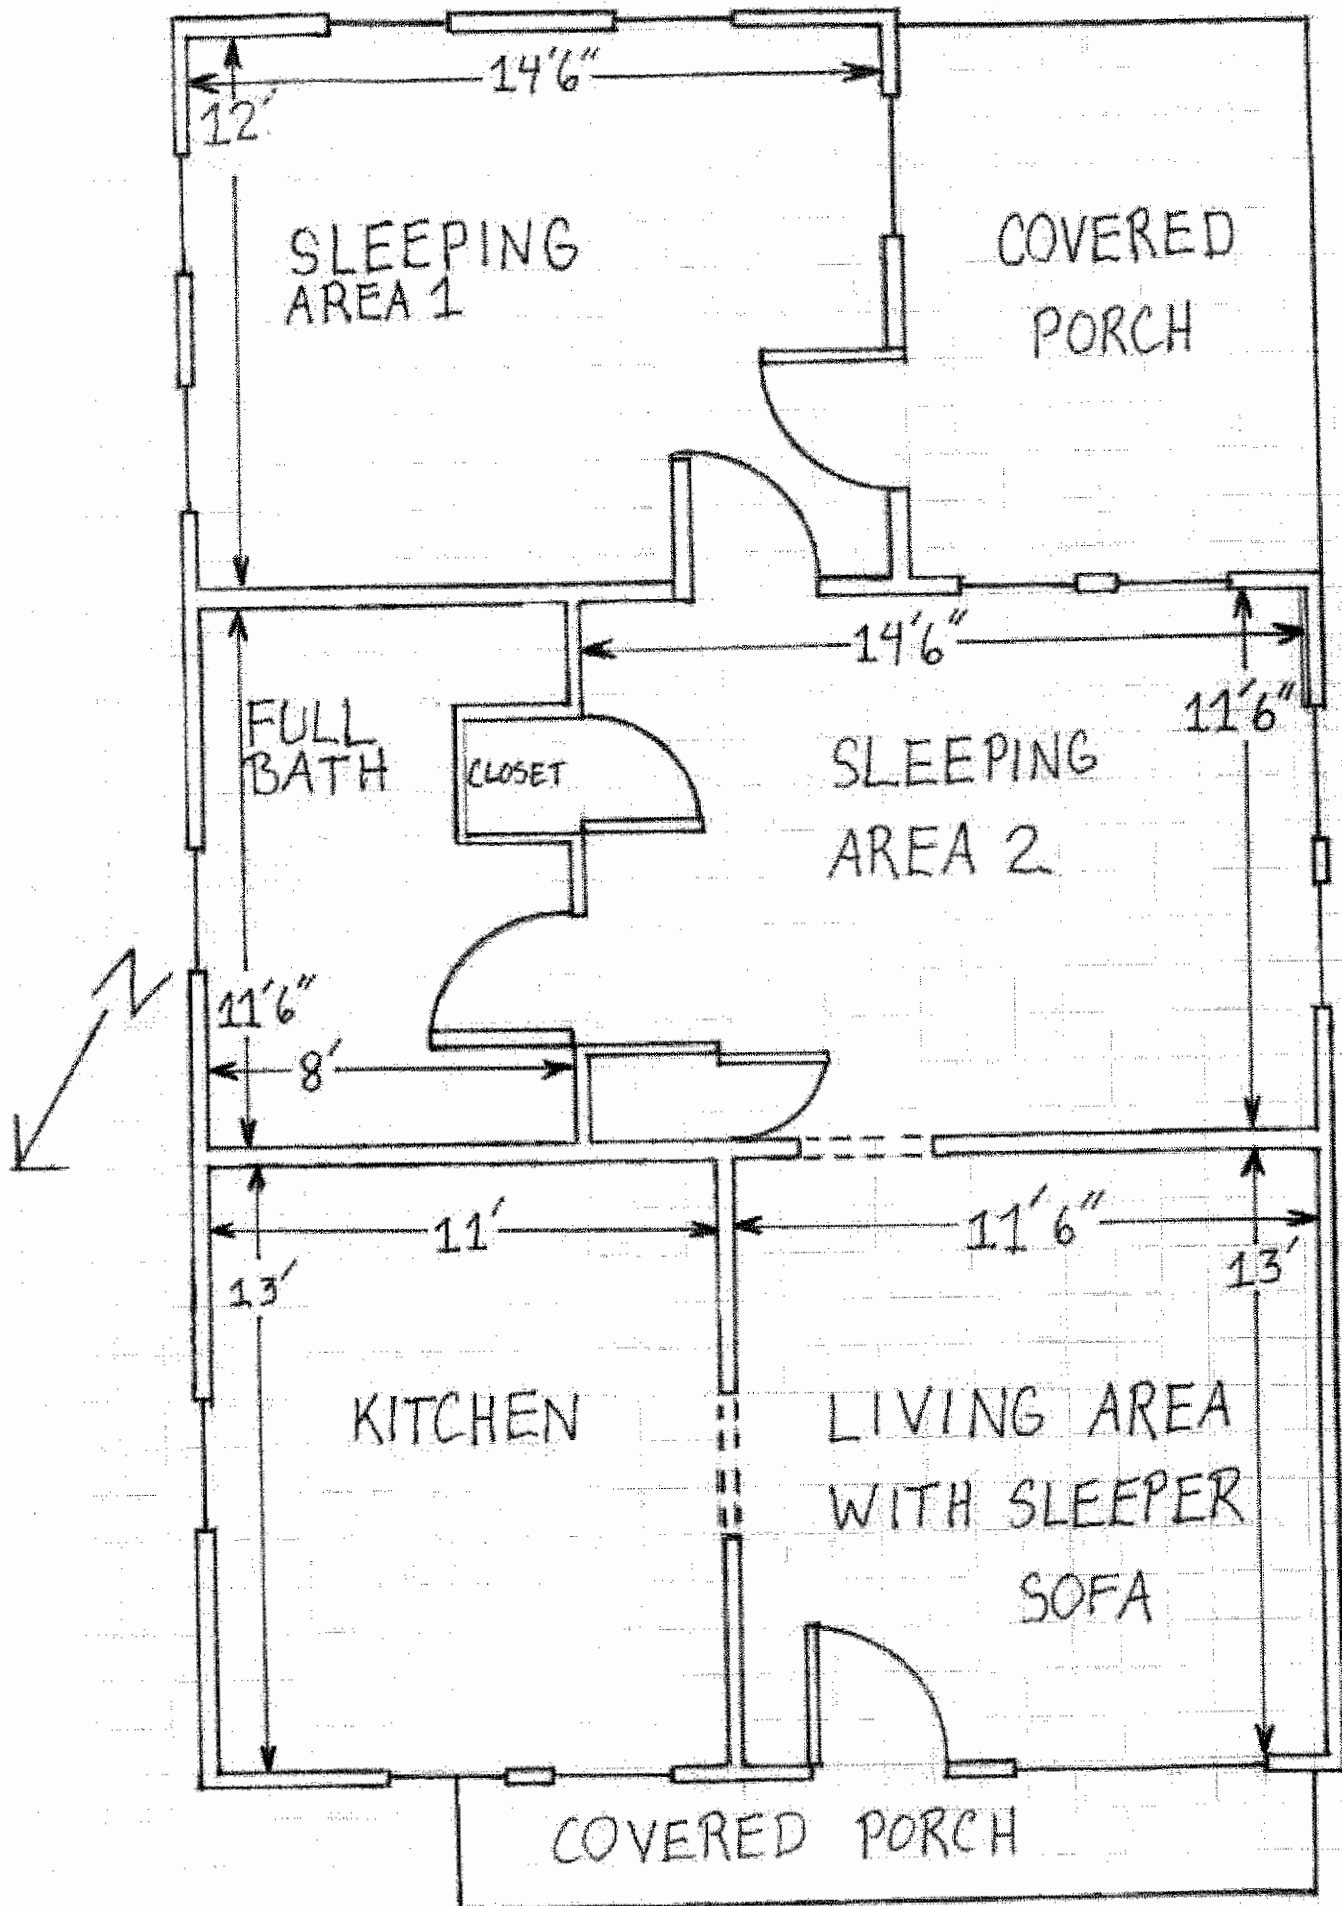 14'6"
12'
SLEEPING
AREA 1
COVERED
PORCH
14'6"
11'6"
FULL
BATH
CLOSET
SLEEPING
AREA 2
N
11'6"
8'
11'
11'6"
13'
13'
KITCHEN
LIVING AREA
WITH SLEEPER
SOFA
COVERED PORCH